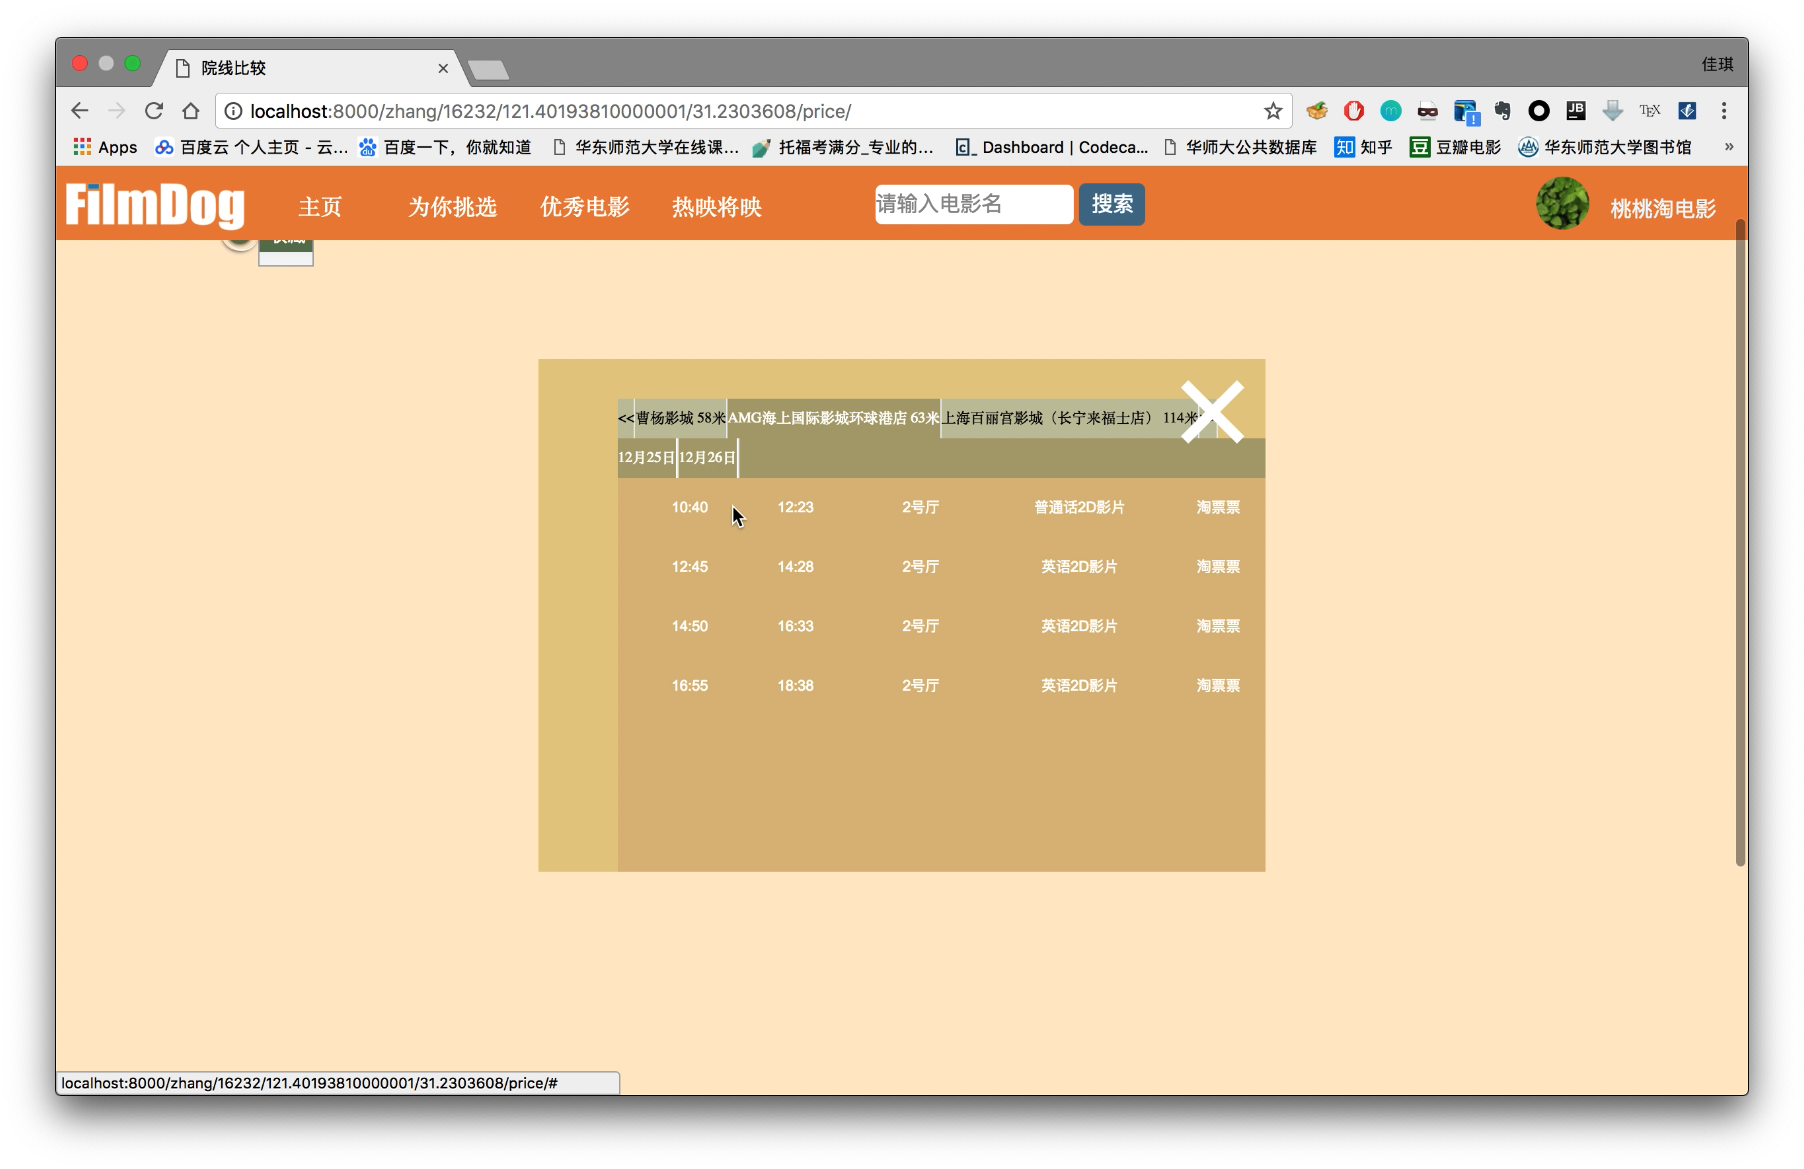 院线比较
佳琪
localhost:8000/zhang/16232/121.40193810000001/31.2303608/price/
Apps 百度云 个人主页 - 云... 百度一下，你就知道 华东师范大学在线课... 托福考满分_专业的... Dashboard | Codeca... 华师大公共数据库 知乎 豆瓣电影 华东师范大学图书馆 »
FilmDog 主页 为你挑选 优秀电影 热映将映 请输入电影名 搜索 桃桃淘电影
<< 曹杨影城 58米 AMG海上国际影城环球港店 63米 上海百丽宫影城（长宁来福士店） 114米
12月25日 12月26日
10:40 12:23 2号厅 普通话2D影片 淘票票
12:45 14:28 2号厅 英语2D影片 淘票票
14:50 16:33 2号厅 英语2D影片 淘票票
16:55 18:38 2号厅 英语2D影片 淘票票
localhost:8000/zhang/16232/121.40193810000001/31.2303608/price/#